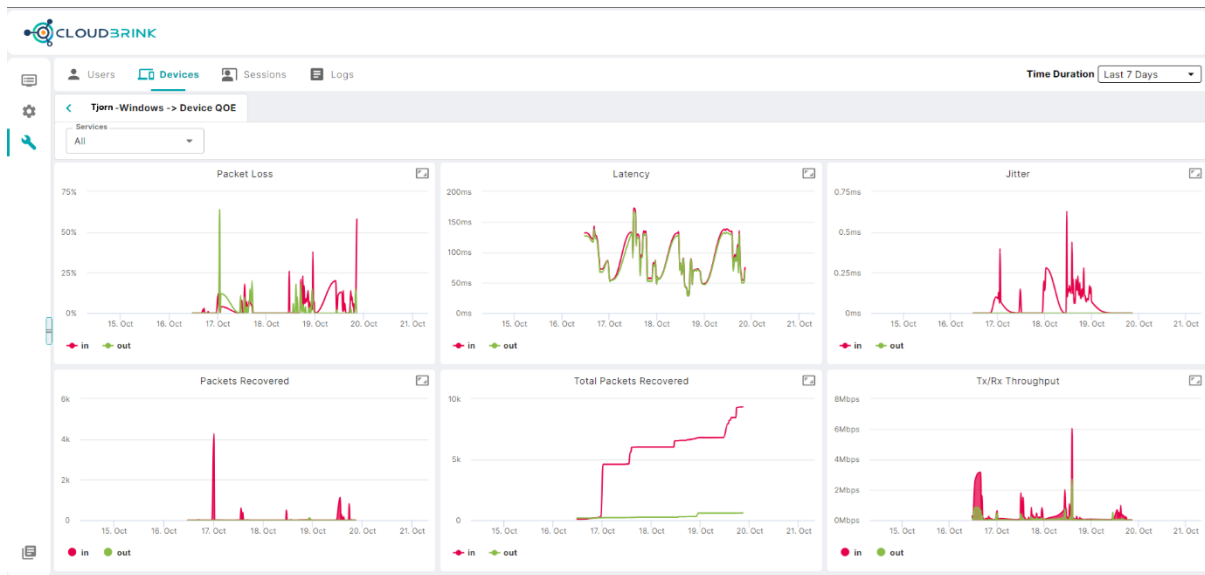 CLOUDBRINK
Users Devices Sessions Logs Time Duration Last 7 Days
Tjørn -Windows -> Device QOE
Services
All
Packet Loss
75%
50%
25%
0%
15. Oct 16. Oct 17. Oct 18. Oct 19. Oct 20. Oct 21. Oct
in out
Latency
200ms
150ms
100ms
50ms
0ms
15. Oct 16. Oct 17. Oct 18. Oct 19. Oct 20. Oct 21. Oct
in out
Jitter
0.75ms
0.5ms
0.25ms
0ms
15. Oct 16. Oct 17. Oct 18. Oct 19. Oct 20. Oct 21. Oct
in out
Packets Recovered
6k
4k
2k
0
15. Oct 16. Oct 17. Oct 18. Oct 19. Oct 20. Oct 21. Oct
in out
Total Packets Recovered
10k
5k
0
15. Oct 16. Oct 17. Oct 18. Oct 19. Oct 20. Oct 21. Oct
in out
Tx/Rx Throughput
8Mbps
6Mbps
4Mbps
2Mbps
0Mbps
15. Oct 16. Oct 17. Oct 18. Oct 19. Oct 20. Oct 21. Oct
in out